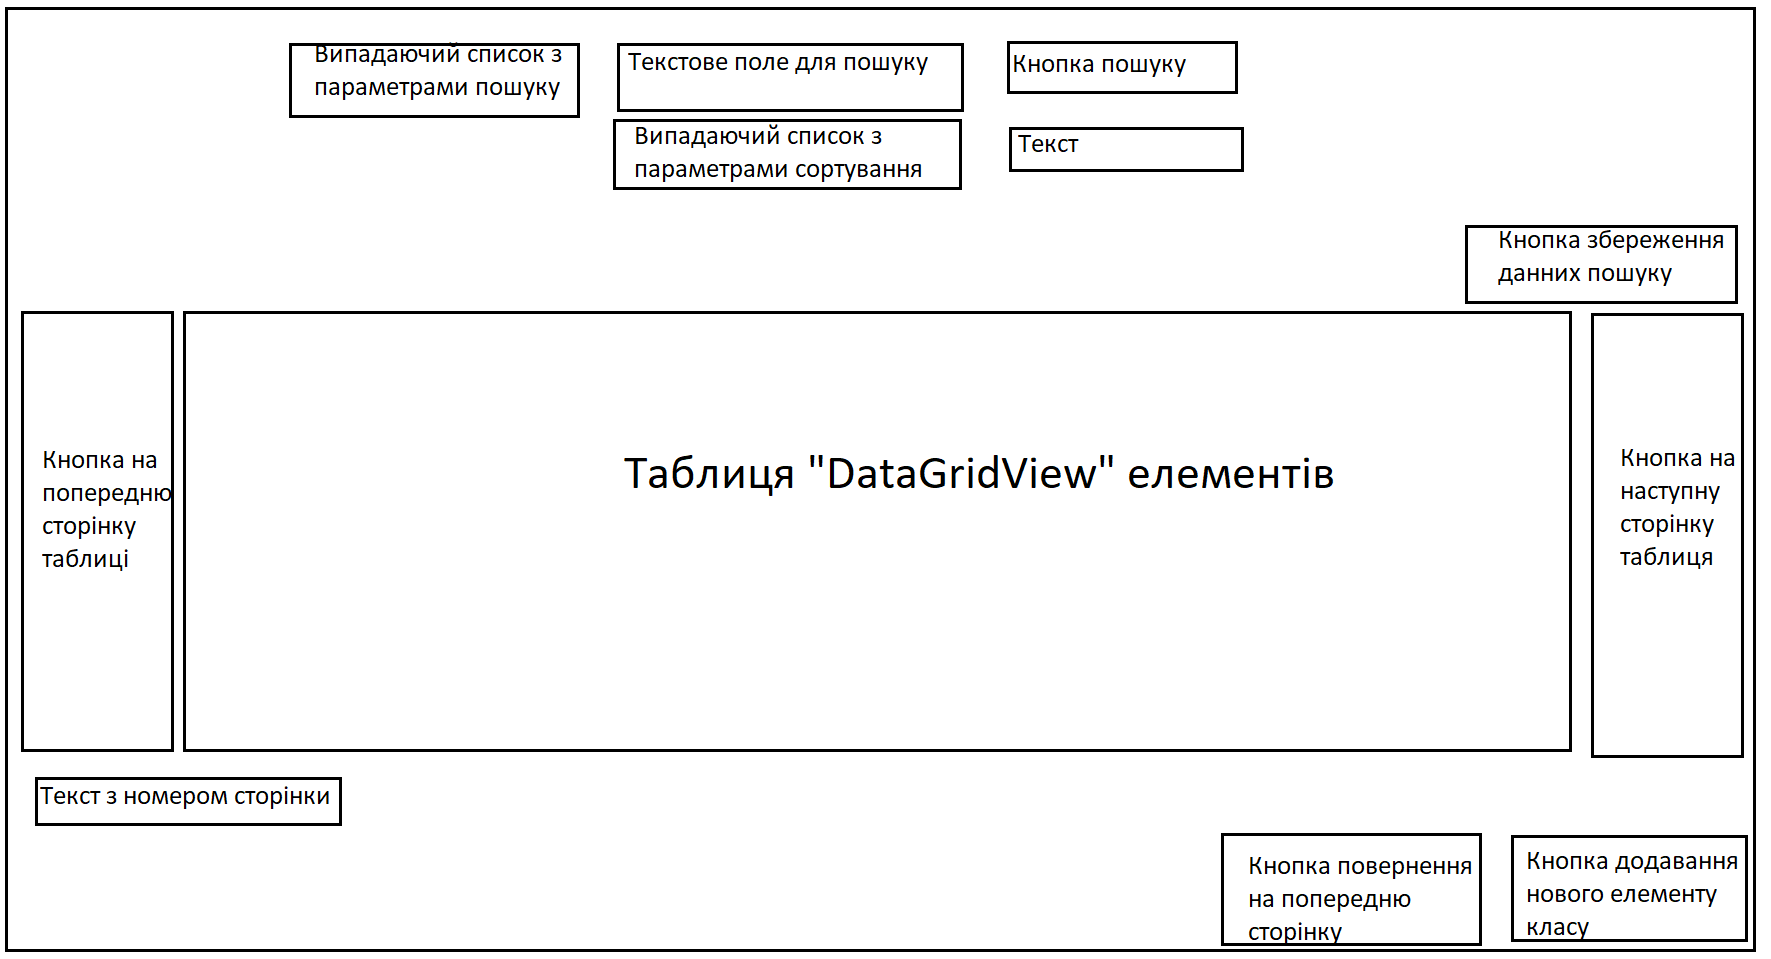 Випадаючий список з
параметрами пошуку
Текстове поле для пошуку
Кнопка пошуку
Випадаючий список з
параметрами сортування
Текст
Кнопка збереження
данних пошуку
Кнопка на
попередню
сторінку
таблиці
Таблиця "DataGridView" елементів
Кнопка на
наступну
сторінку
таблиця
Текст з номером сторінки
Кнопка повернення
на попередню
сторінку
Кнопка додавання
нового елементу
класу